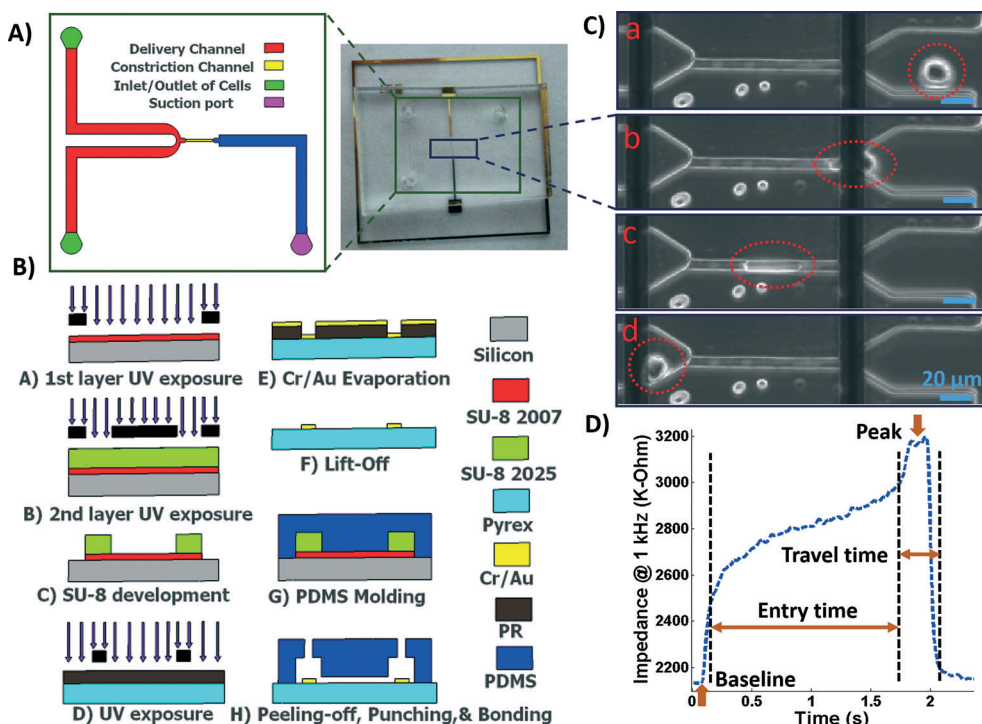 A)
Delivery Channel
Constriction Channel
Inlet/Outlet of Cells
Suction port
B)
A) 1st layer UV exposure
B) 2nd layer UV exposure
C) SU-8 development
D) UV exposure
E) Cr/Au Evaporation
F) Lift-Off
G) PDMS Molding
H) Peeling-off, Punching,& Bonding
Silicon
SU-8 2007
SU-8 2025
Pyrex
Cr/Au
PR
PDMS
C)
a
b
c
d
20 µm
D)
Impedance @ 1 kHz (K-Ohm)
3200
3000
2800
2600
2400
2200
Peak
Travel time
Entry time
Baseline
0
0.5
1
1.5
2
Time (s)